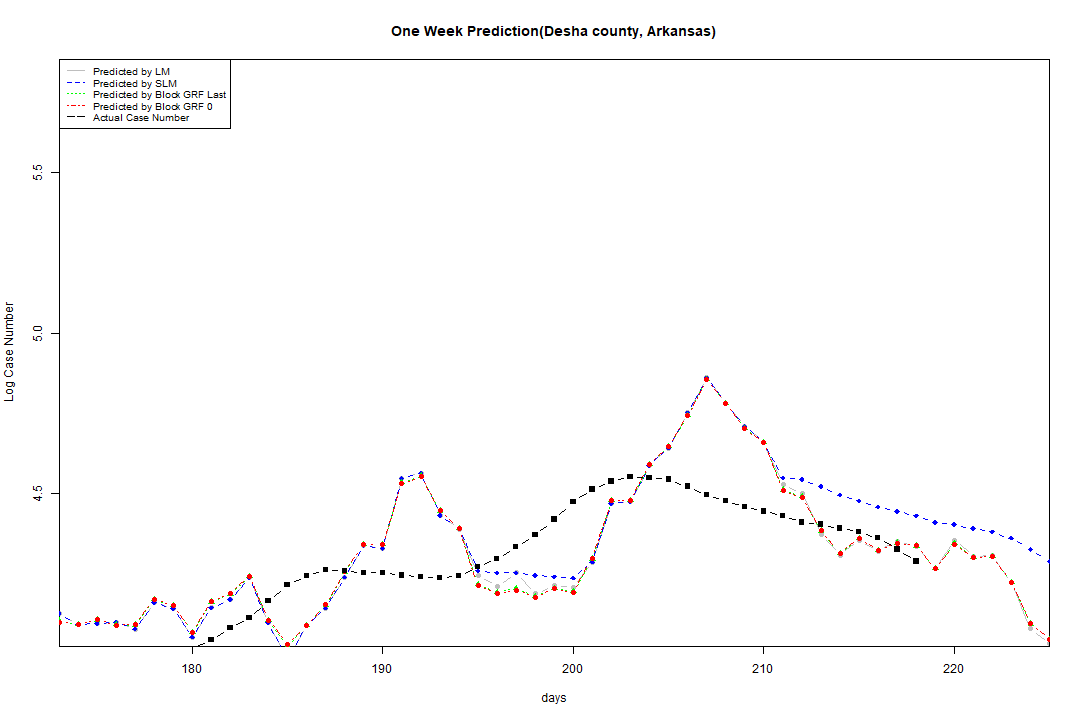 One Week Prediction(Desha county, Arkansas)
Predicted by LM
Predicted by SLM
Predicted by Block GRF Last
Predicted by Block GRF 0
Actual Case Number
5.5
5.0
4.5
Log Case Number
180 190 200 210 220
days